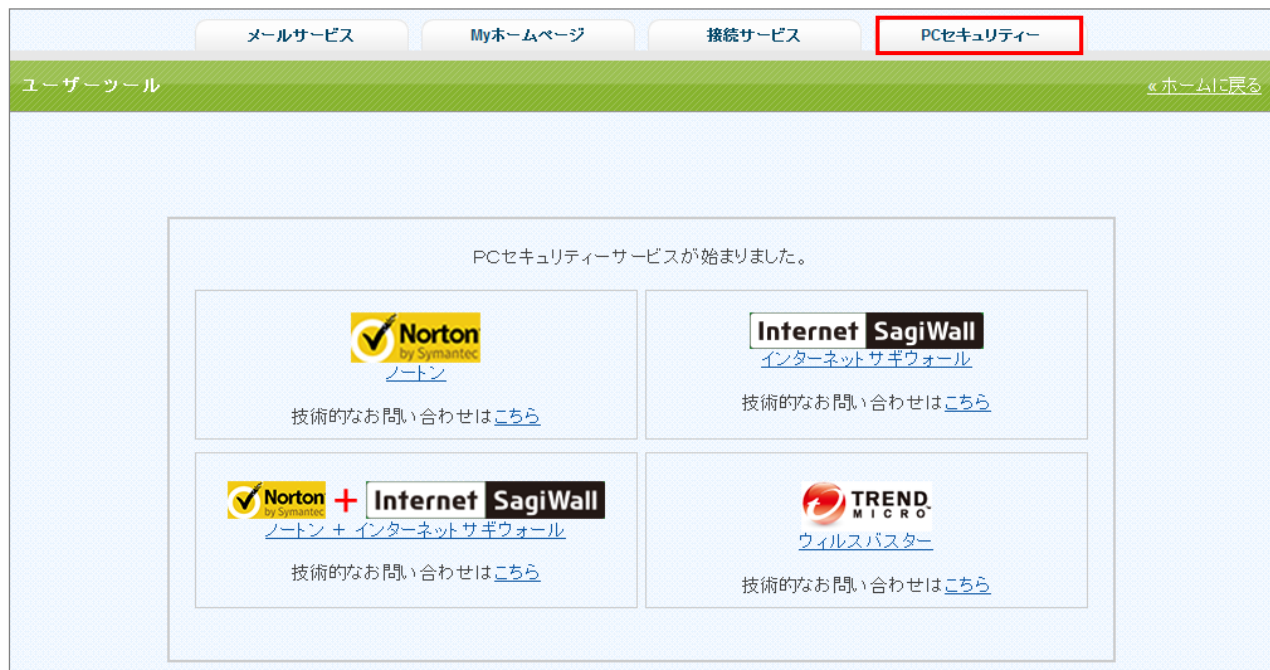 メールサービス
Myホームページ
接続サービス
PCセキュリティー
ユーザーツール
«ホームに戻る
PCセキュリティーサービスが始まりました。
Norton
by Symantec
ノートン
技術的なお問い合わせはこちら
Internet SagiWall
インターネットサギウォール
技術的なお問い合わせはこちら
Norton
by Symantec
+
Internet SagiWall
ノートン + インターネットサギウォール
技術的なお問い合わせはこちら
TREND
MICRO
ウィルスバスター
技術的なお問い合わせはこちら